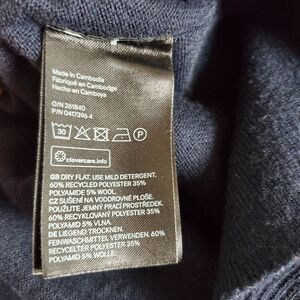 Made in Cambodia
Fabriqué en Cambodge
Hecho en Camboya
O/N 261840
P/N 0417396 4
30
P
clevercare.info
GB DRY FLAT. USE MILD DETERGENT.
60% RECYCLED POLYESTER 35%
POLYAMIDE 5% WOOL.
CZ SUŠENÍ NA VODOROVNÉ PLOŠE.
POUŽIJTE JEMNÝ PRACÍ PROSTŘEDEK.
60% RECYKLOVANÝ POLYESTER 35%
POLYAMID 5% VLNA.
DE LIEGEND TROCKNEN.
FEINWASCHMITTEL VERWENDEN. 60%
RECYCELTER POLYESTER 35%
POLYAMID 5% WOLLE